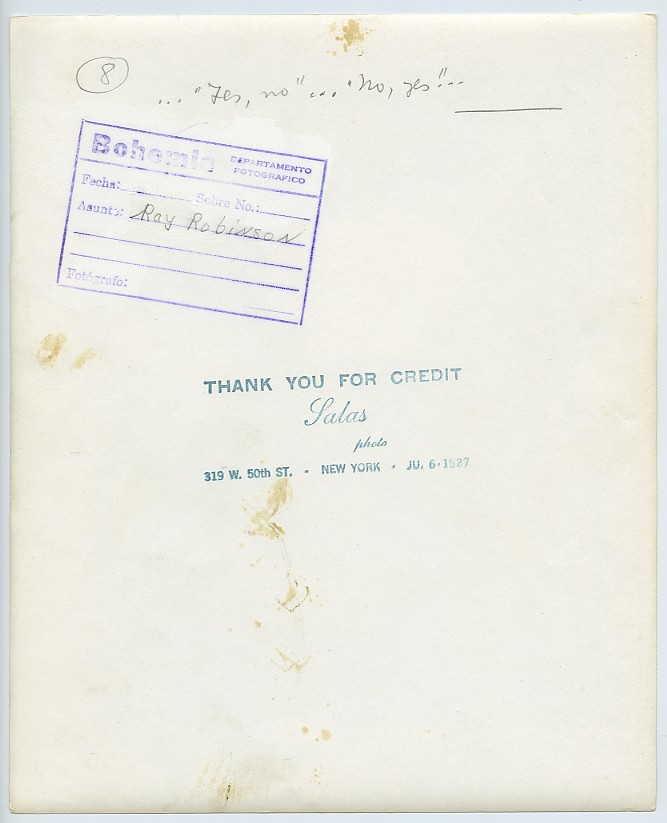 8
... "Yes, no" ... "No, yes"...
Bohemia DEPARTAMENTO
FOTOGRAFICO
Fecha: Sobre No.:
Asunto: Ray Robinson
Fotógrafo:
THANK YOU FOR CREDIT
Salas
photo
319 W. 50th ST. • NEW YORK • JU. 6-1527